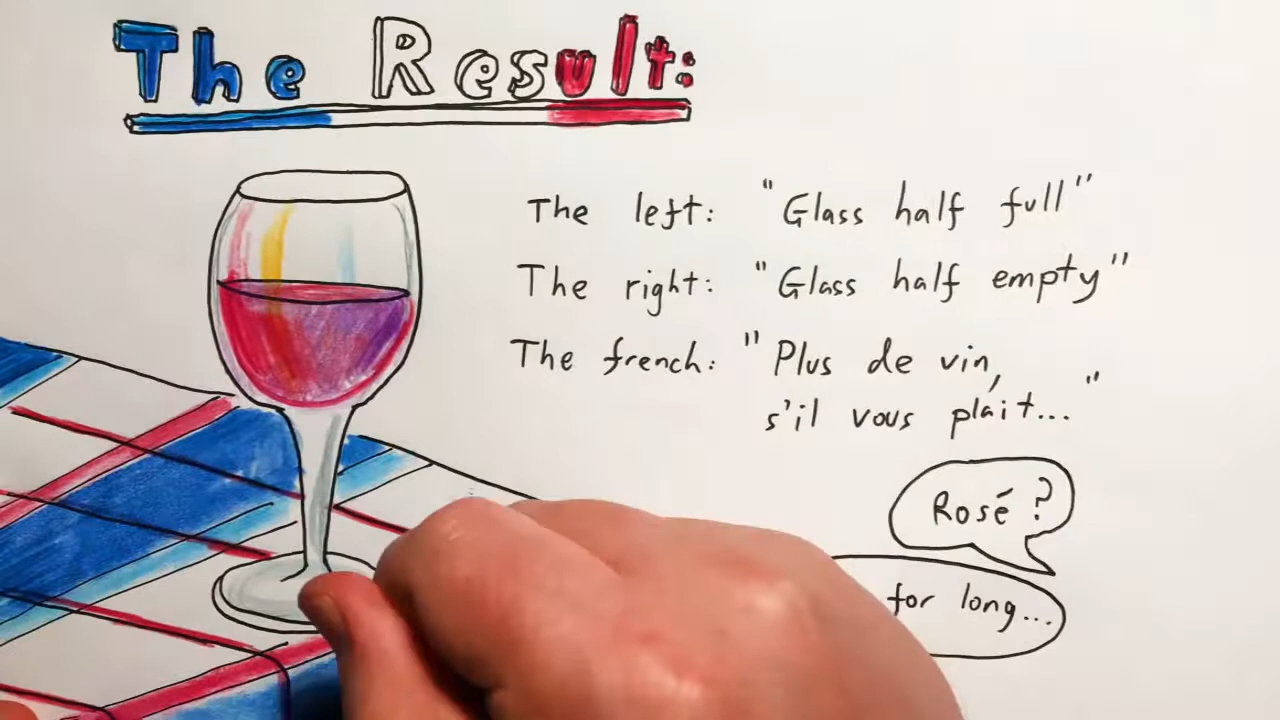 The Result:
The left: "Glass half full"
The right: "Glass half empty"
The french: "Plus de vin,
s'il vous plaît..."
Rosé?
for long...